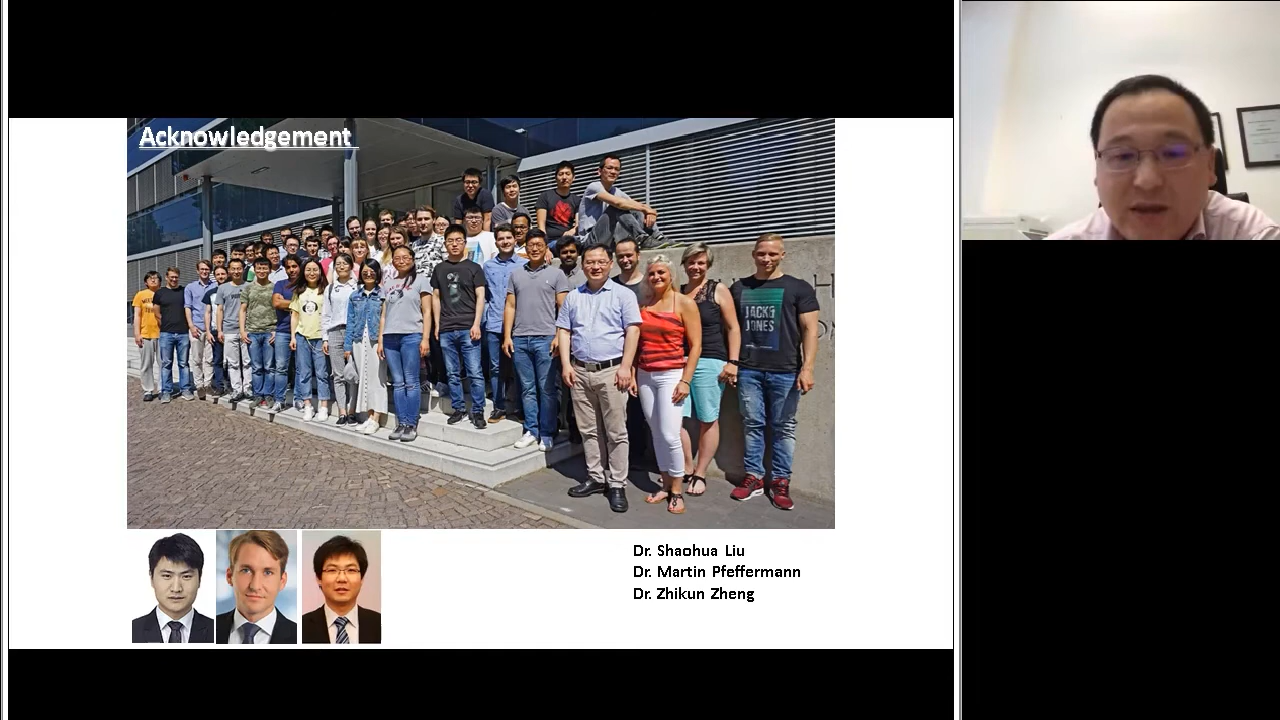 Acknowledgement
JACK&
JONES
Dr. Shaohua Liu
Dr. Martin Pfeffermann
Dr. Zhikun Zheng